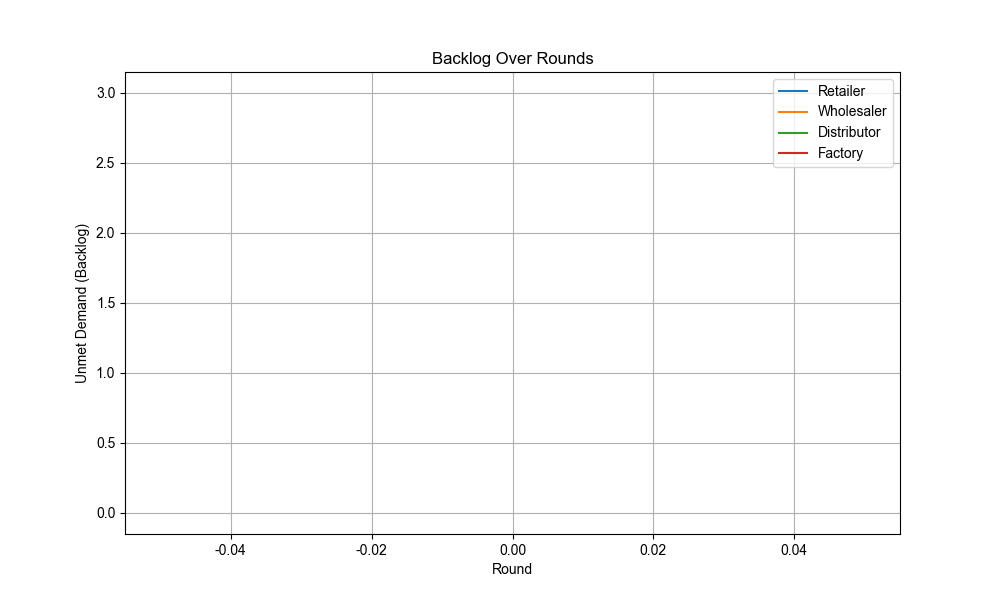 Backlog Over Rounds
Retailer
Wholesaler
Distributor
Factory
Unmet Demand (Backlog)
3.0
2.5
2.0
1.5
1.0
0.5
0.0
-0.04
-0.02
0.00
0.02
0.04
Round